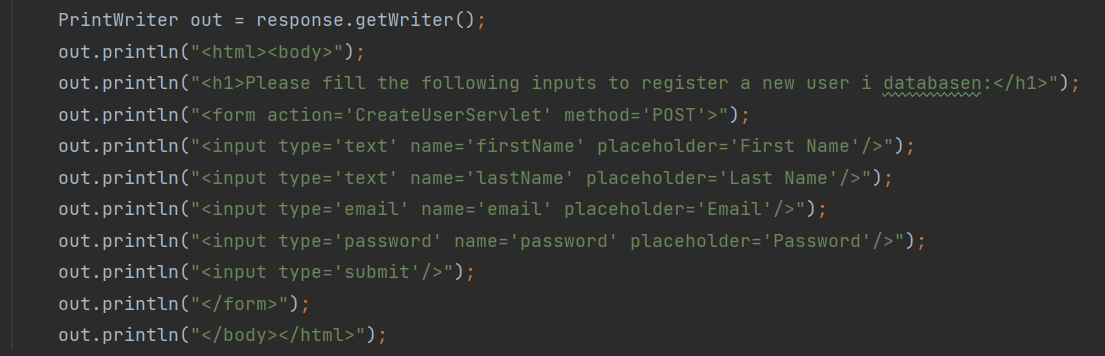 PrintWriter out = response.getWriter();
out.println("<html><body>");
out.println("<h1>Please fill the following inputs to register a new user i databasen:</h1>");
out.println("<form action='CreateUserServlet' method='POST'>");
out.println("<input type='text' name='firstName' placeholder='First Name'/>");
out.println("<input type='text' name='lastName' placeholder='Last Name'/>");
out.println("<input type='email' name='email' placeholder='Email'/>");
out.println("<input type='password' name='password' placeholder='Password'/>");
out.println("<input type='submit'/>");
out.println("</form>");
out.println("</body></html>");